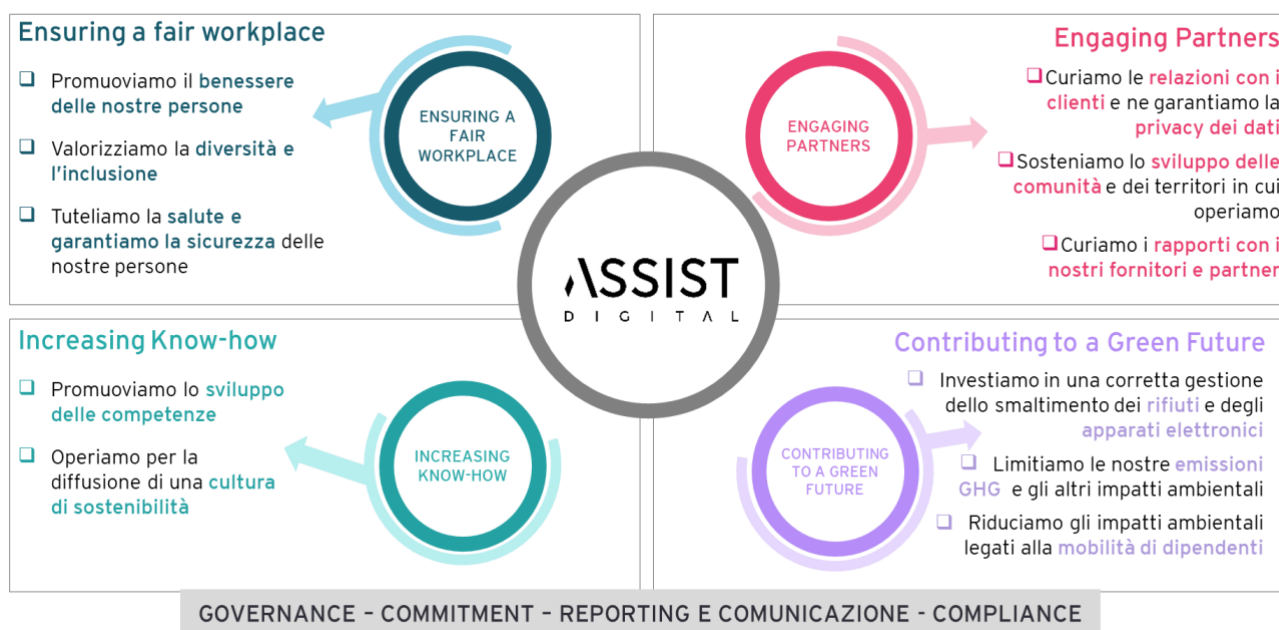 Ensuring a fair workplace
Promuoviamo il benessere
delle nostre persone
Valorizziamo la diversità e
l'inclusione
Tuteliamo la salute e
garantiamo la sicurezza delle
nostre persone
ENSURING A
FAIR
WORKPLACE
Engaging Partners
Curiamo le relazioni con i
clienti e ne garantiamo la
privacy dei dati
Sosteniamo lo sviluppo delle
comunità e dei territori in cui
operiamo
Curiamo i rapporti con i
nostri fornitori e partner
ENGAGING
PARTNERS
ASSIST
DIGITAL
Increasing Know-how
Promuoviamo lo sviluppo
delle competenze
Operiamo per la
diffusione di una cultura
di sostenibilità
INCREASING
KNOW-HOW
Contributing to a Green Future
Investiamo in una corretta gestione
dello smaltimento dei rifiuti e degli
apparati elettronici
Limitiamo le nostre emissioni
GHG e gli altri impatti ambientali
Riduciamo gli impatti ambientali
legati alla mobilità di dipendenti
CONTRIBUTING
TO A GREEN
FUTURE
GOVERNANCE – COMMITMENT – REPORTING E COMUNICAZIONE - COMPLIANCE